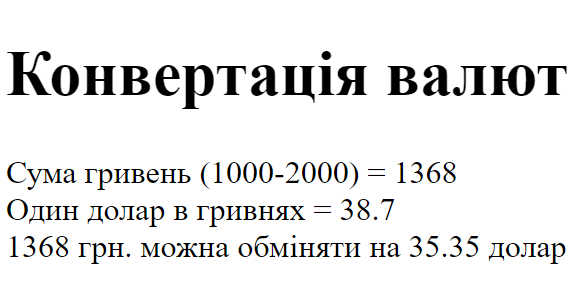 Конвертація валют
Сума гривень (1000-2000) = 1368
Один долар в гривнях = 38.7
1368 грн. можна обміняти на 35.35 долар